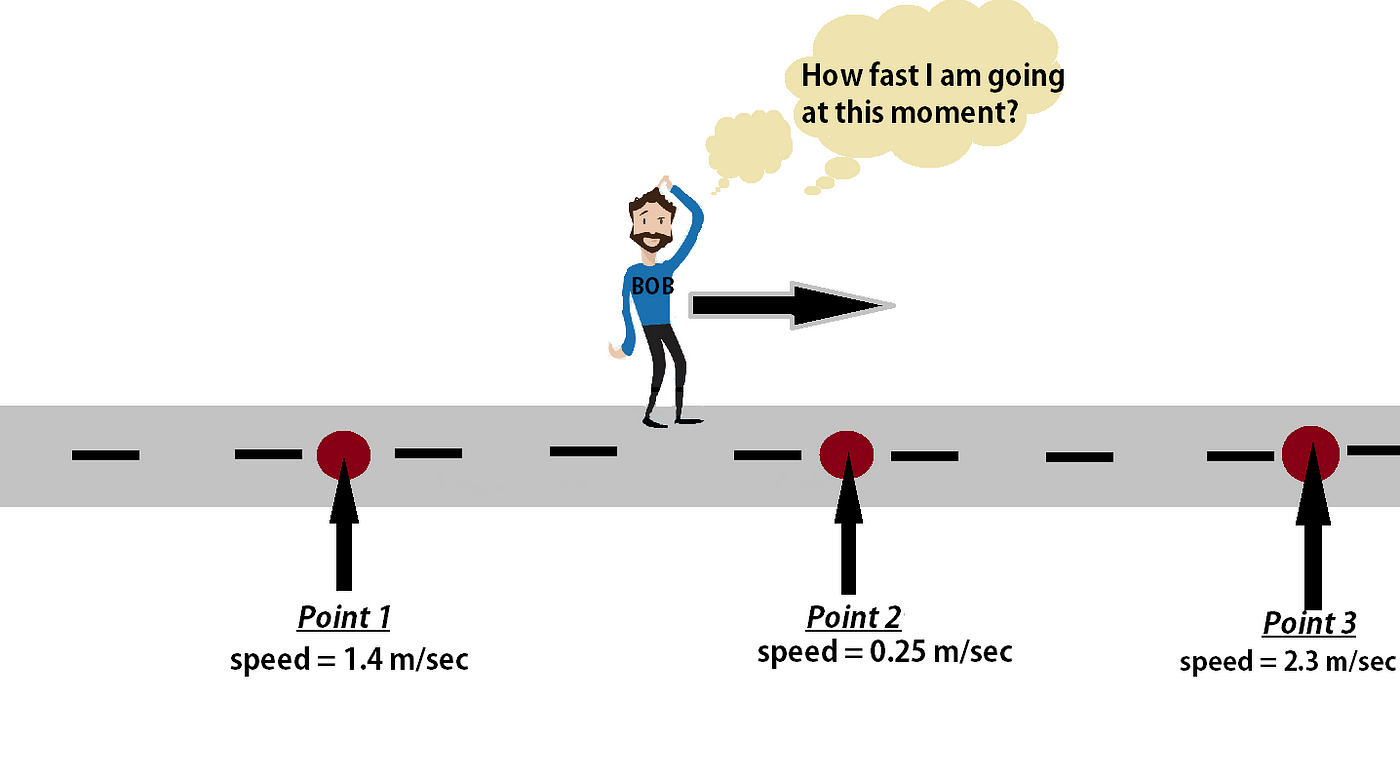 How fast I am going
at this moment?
BOB
Point 1
speed = 1.4 m/sec
Point 2
speed = 0.25 m/sec
Point 3
speed = 2.3 m/sec